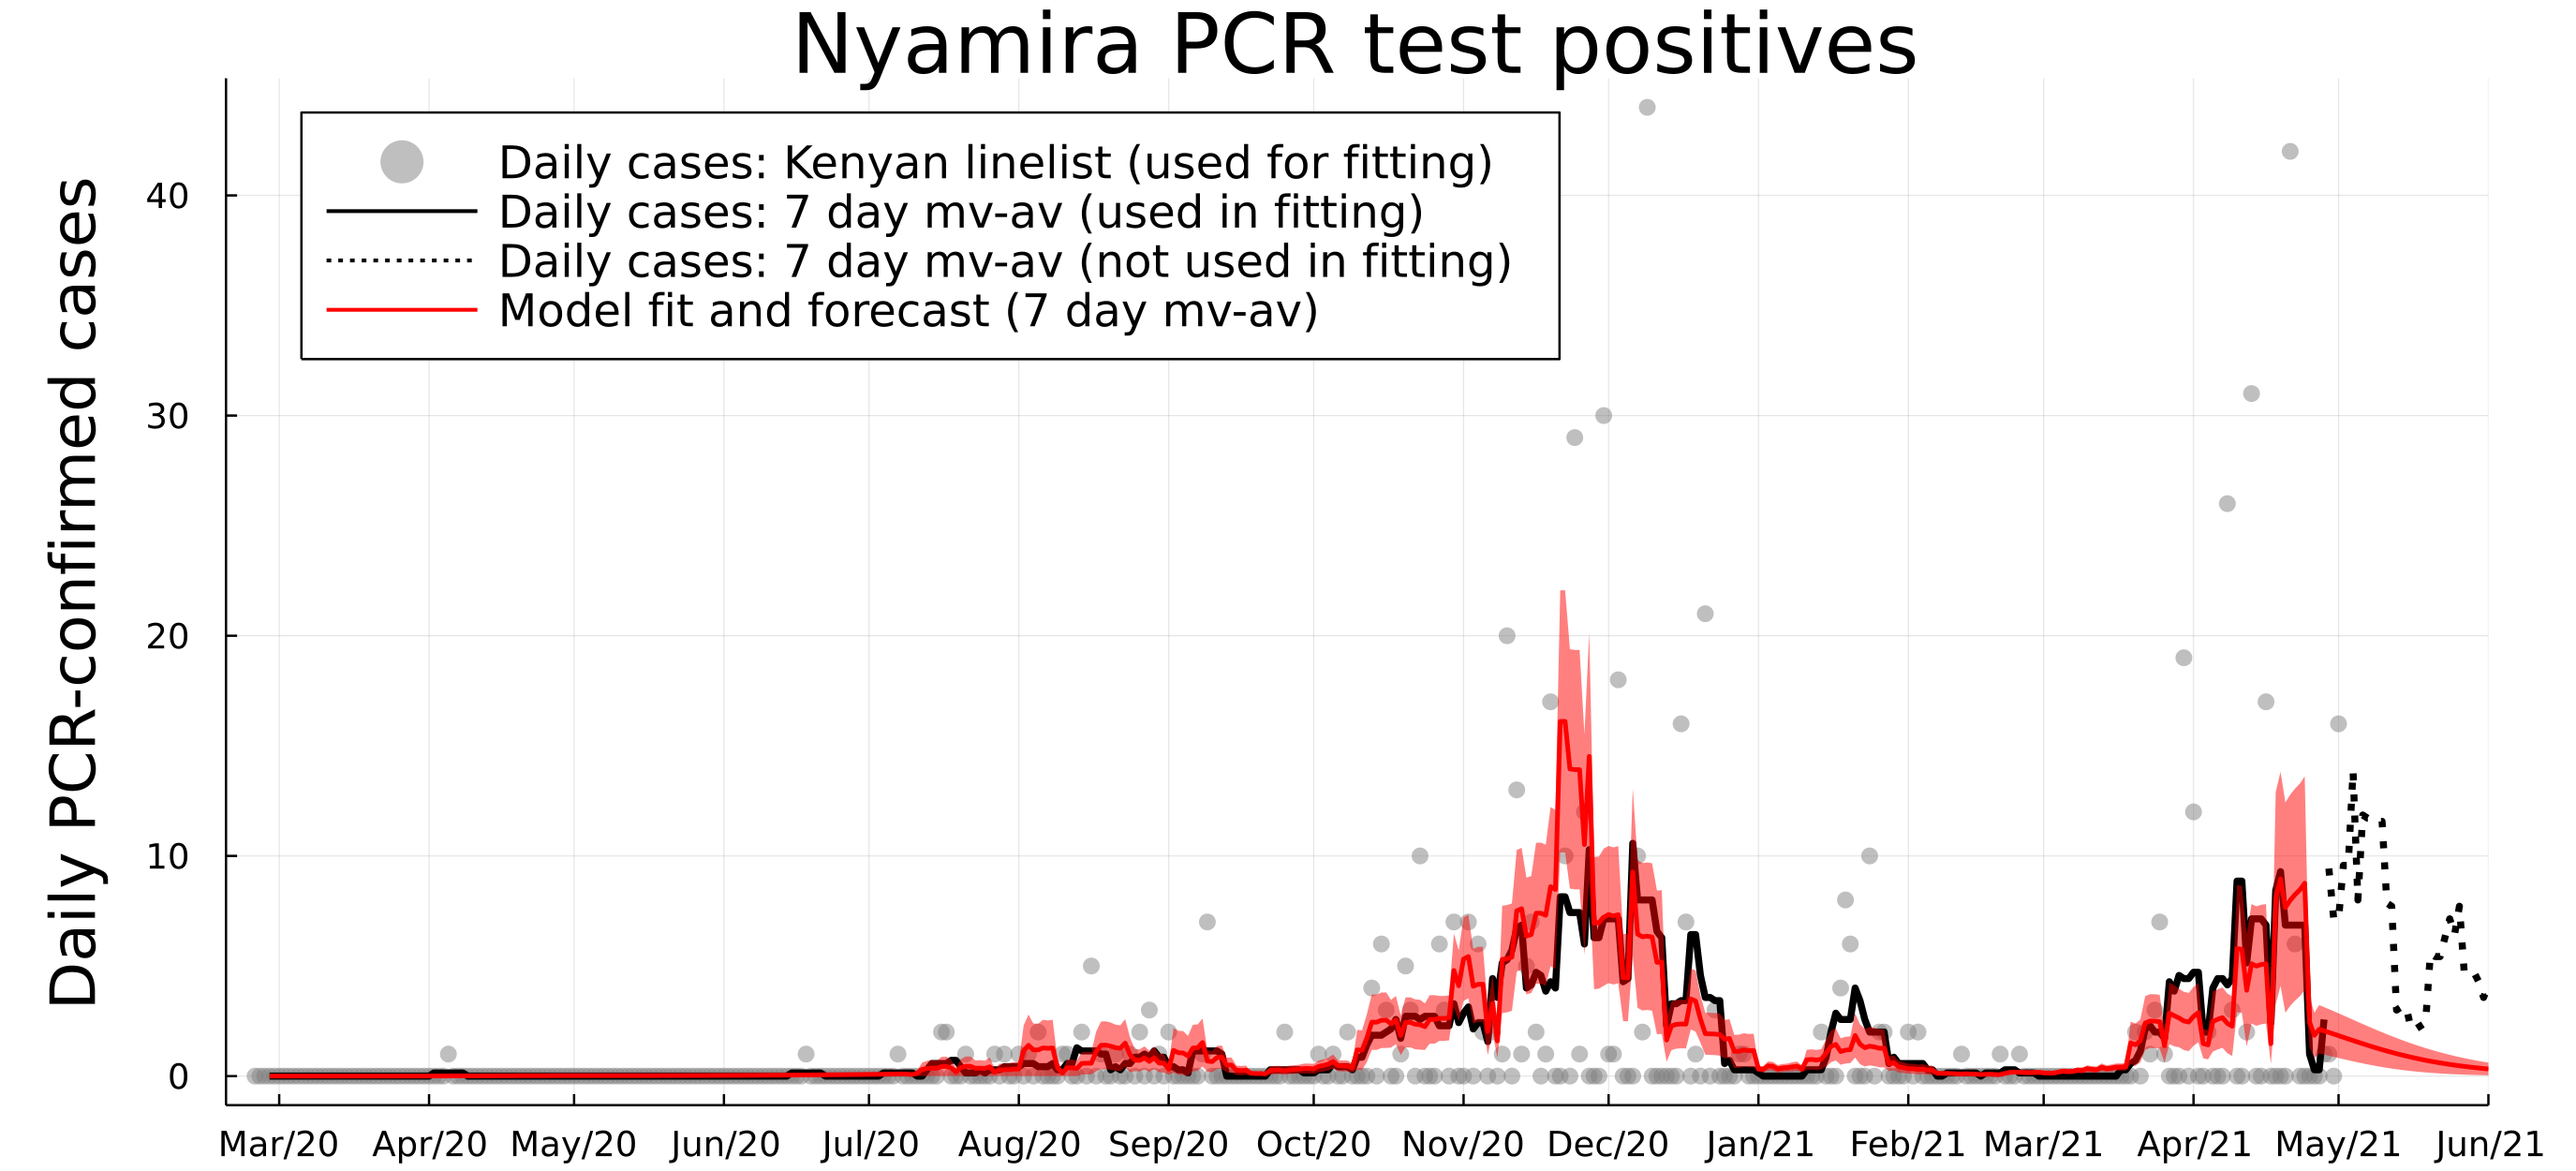 Nyamira PCR test positives
Daily PCR-confirmed cases
40
30
20
10
0
Daily cases: Kenyan linelist (used for fitting)
Daily cases: 7 day mv-av (used in fitting)
Daily cases: 7 day mv-av (not used in fitting)
Model fit and forecast (7 day mv-av)
Mar/20 Apr/20 May/20 Jun/20 Jul/20 Aug/20 Sep/20 Oct/20 Nov/20 Dec/20 Jan/21 Feb/21 Mar/21 Apr/21 May/21 Jun/21